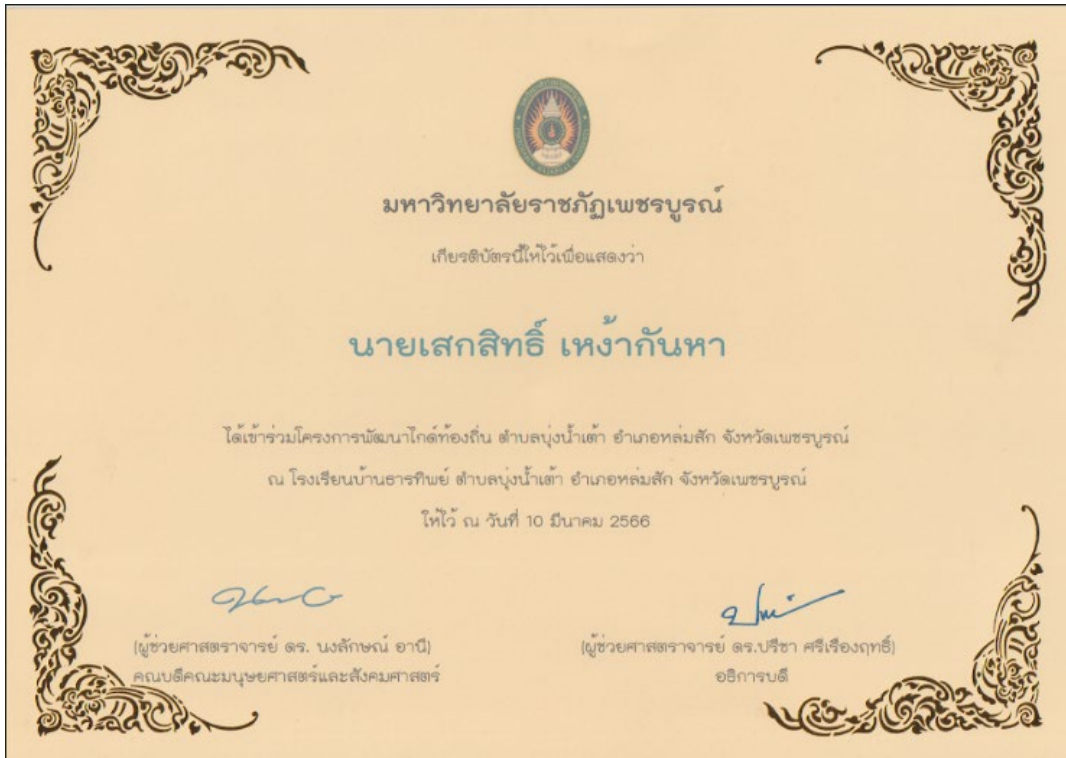 มหาวิทยาลัยราชภัฏเพชรบูรณ์
เกียรติบัตรนี้ให้ไว้เพื่อแสดงว่า
นายเสกสิทธิ์ เหง้ากันหา
ได้เข้าร่วมโครงการพัฒนาไกด์ท้องถิ่น ตำบลบุ่งน้ำเต้า อำเภอหล่มสัก จังหวัดเพชรบูรณ์
ณ โรงเรียนบ้านธารทิพย์ ตำบลบุ่งน้ำเต้า อำเภอหล่มสัก จังหวัดเพชรบูรณ์
ให้ไว้ ณ วันที่ 10 มีนาคม 2566
(ผู้ช่วยศาสตราจารย์ ดร. นงลักษณ์ อานี)
คณบดีคณะมนุษยศาสตร์และสังคมศาสตร์
(ผู้ช่วยศาสตราจารย์ ดร.ปรีชา ศรีเรืองฤทธิ์)
อธิการบดี